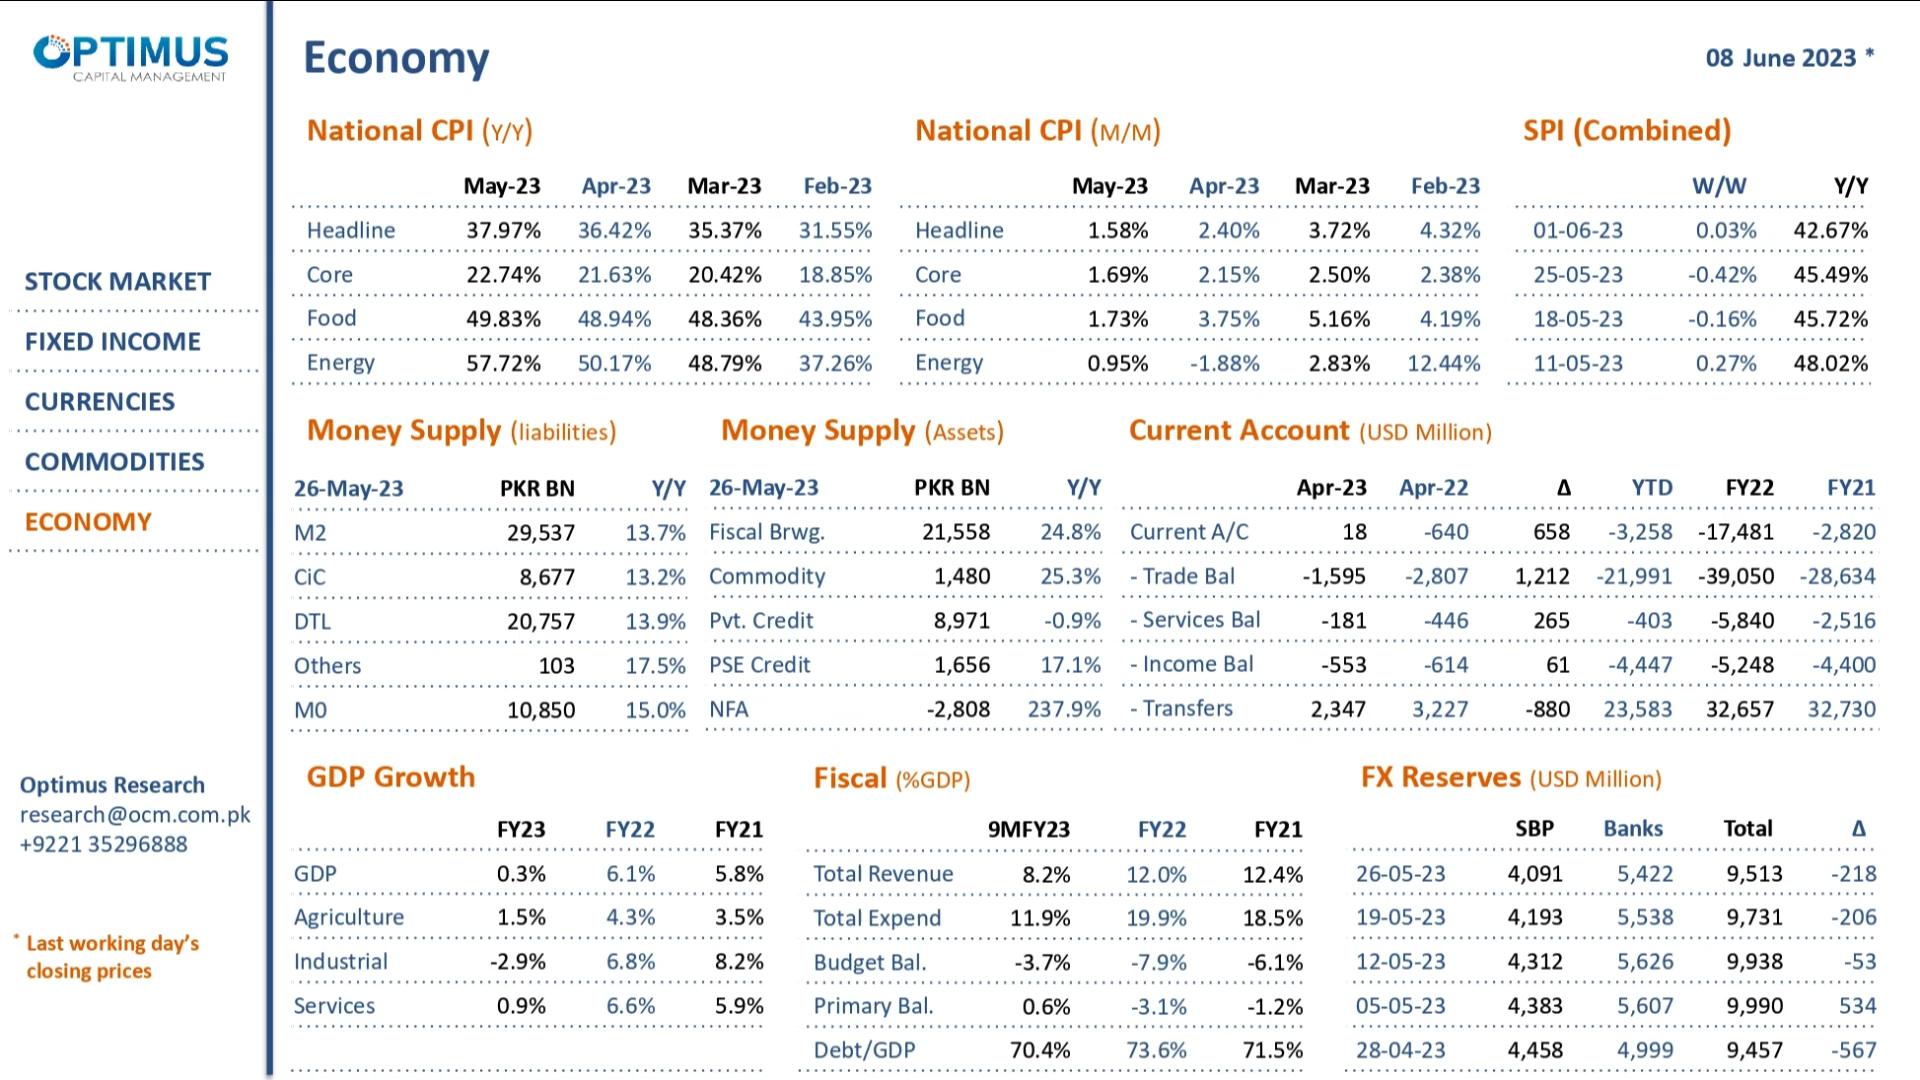 OPTIMUS
CAPITAL MANAGEMENT
STOCK MARKET
FIXED INCOME
CURRENCIES
COMMODITIES
ECONOMY
Optimus Research
research@ocm.com.pk
+9221 35296888
* Last working day's
closing prices
Economy
08 June 2023 *
National CPI (Y/Y)
May-23 Apr-23 Mar-23 Feb-23
Headline 37.97% 36.42% 35.37% 31.55%
Core 22.74% 21.63% 20.42% 18.85%
Food 49.83% 48.94% 48.36% 43.95%
Energy 57.72% 50.17% 48.79% 37.26%
National CPI (M/M)
May-23 Apr-23 Mar-23 Feb-23
Headline 1.58% 2.40% 3.72% 4.32%
Core 1.69% 2.15% 2.50% 2.38%
Food 1.73% 3.75% 5.16% 4.19%
Energy 0.95% -1.88% 2.83% 12.44%
SPI (Combined)
W/W Y/Y
01-06-23 0.03% 42.67%
25-05-23 -0.42% 45.49%
18-05-23 -0.16% 45.72%
11-05-23 0.27% 48.02%
Money Supply (liabilities)
26-May-23 PKR BN Y/Y
M2 29,537 13.7%
CiC 8,677 13.2%
DTL 20,757 13.9%
Others 103 17.5%
M0 10,850 15.0%
Money Supply (Assets)
26-May-23 PKR BN Y/Y
Fiscal Brwg. 21,558 24.8%
Commodity 1,480 25.3%
Pvt. Credit 8,971 -0.9%
PSE Credit 1,656 17.1%
NFA -2,808 237.9%
Current Account (USD Million)
Apr-23 Apr-22 Δ YTD FY22 FY21
Current A/C 18 -640 658 -3,258 -17,481 -2,820
- Trade Bal -1,595 -2,807 1,212 -21,991 -39,050 -28,634
- Services Bal -181 -446 265 -403 -5,840 -2,516
- Income Bal -553 -614 61 -4,447 -5,248 -4,400
- Transfers 2,347 3,227 -880 23,583 32,657 32,730
GDP Growth
FY23 FY22 FY21
GDP 0.3% 6.1% 5.8%
Agriculture 1.5% 4.3% 3.5%
Industrial -2.9% 6.8% 8.2%
Services 0.9% 6.6% 5.9%
Fiscal (%GDP)
9MFY23 FY22 FY21
Total Revenue 8.2% 12.0% 12.4%
Total Expend 11.9% 19.9% 18.5%
Budget Bal. -3.7% -7.9% -6.1%
Primary Bal. 0.6% -3.1% -1.2%
Debt/GDP 70.4% 73.6% 71.5%
FX Reserves (USD Million)
SBP Banks Total Δ
26-05-23 4,091 5,422 9,513 -218
19-05-23 4,193 5,538 9,731 -206
12-05-23 4,312 5,626 9,938 -53
05-05-23 4,383 5,607 9,990 534
28-04-23 4,458 4,999 9,457 -567